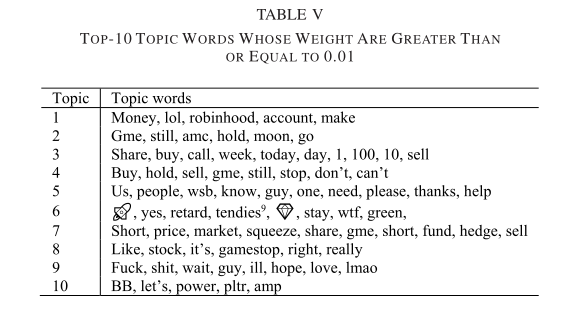 TABLE V
TOP-10 TOPIC WORDS WHOSE WEIGHT ARE GREATER THAN
OR EQUAL TO 0.01
Topic Topic words
1 Money, lol, robinhood, account, make
2 Gme, still, amc, hold, moon, go
3 Share, buy, call, week, today, day, 1, 100, 10, sell
4 Buy, hold, sell, gme, still, stop, don’t, can’t
5 Us, people, wsb, know, guy, one, need, please, thanks, help
6 🚀, yes, retard, tendies⁹, 💎, stay, wtf, green,
7 Short, price, market, squeeze, share, gme, short, fund, hedge, sell
8 Like, stock, it’s, gamestop, right, really
9 Fuck, shit, wait, guy, ill, hope, love, lmao
10 BB, let’s, power, pltr, amp